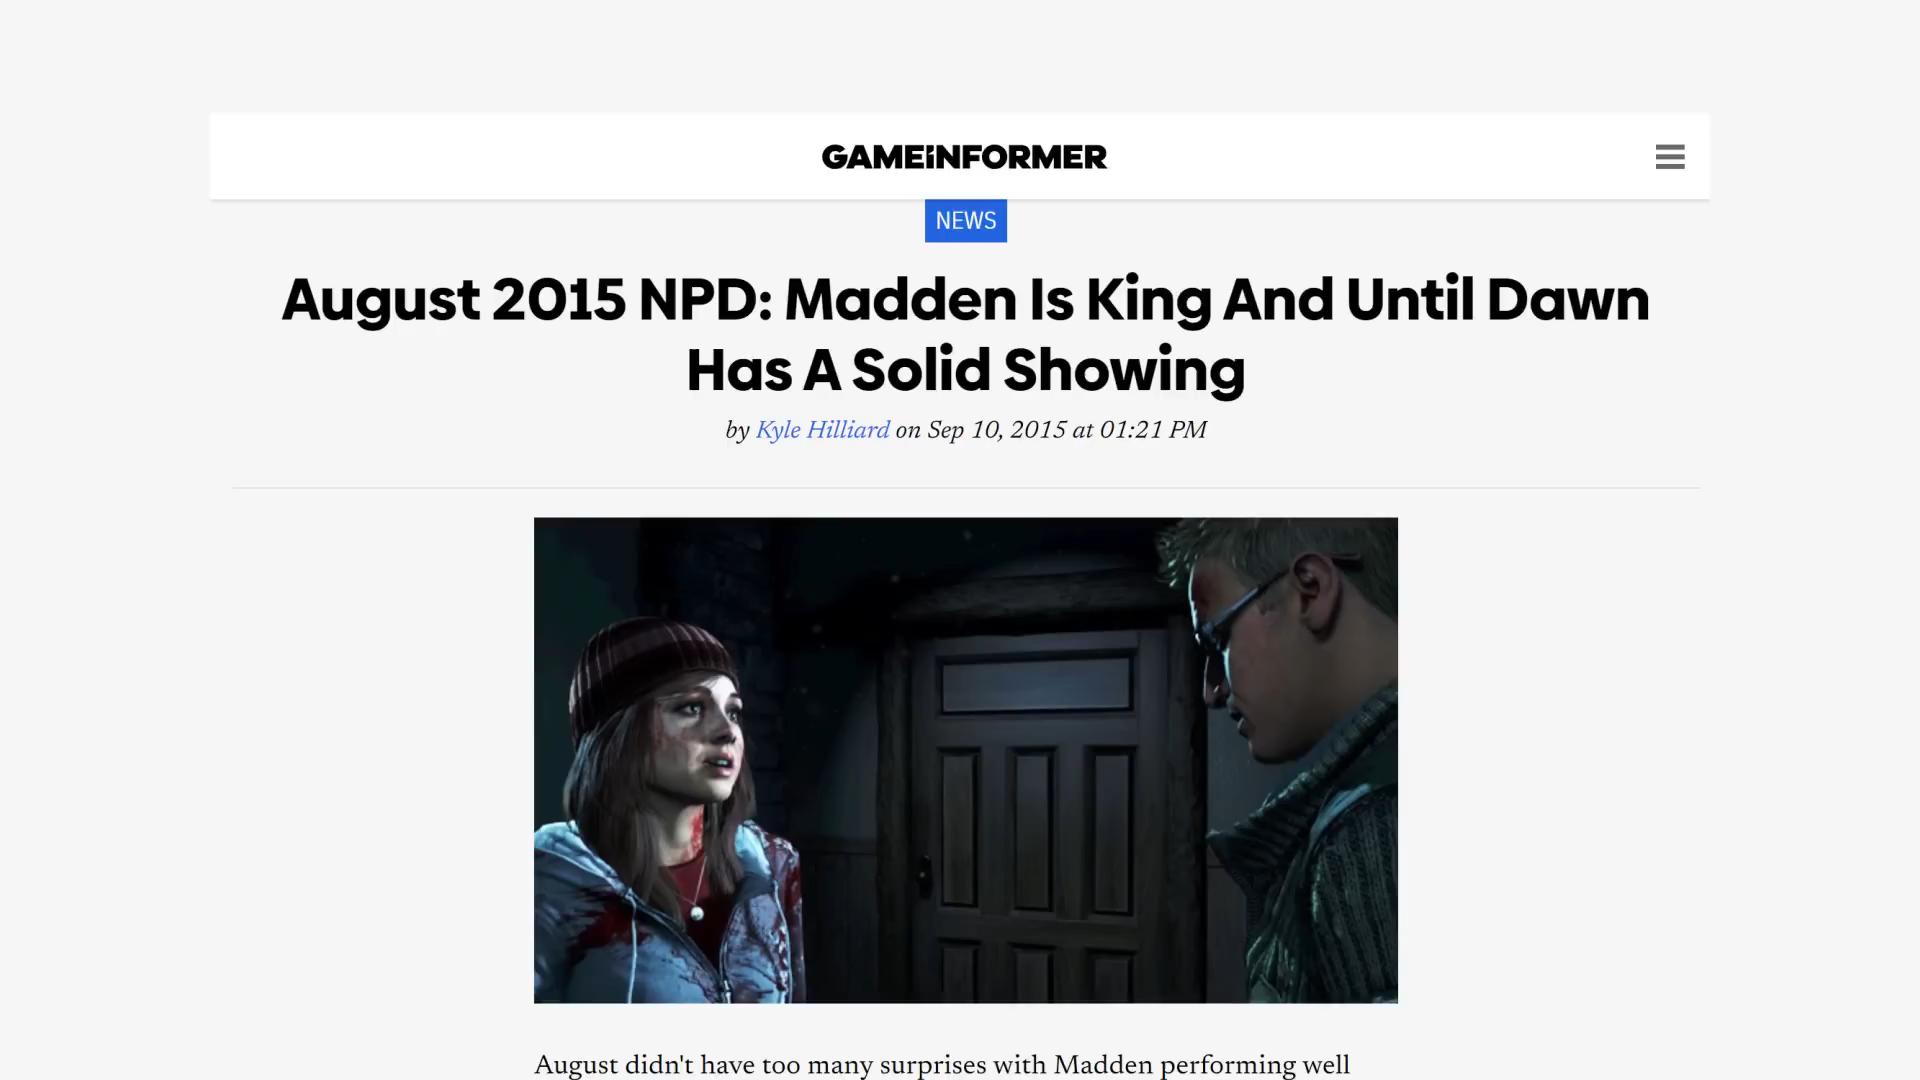 GAMEINFORMER
NEWS
August 2015 NPD: Madden Is King And Until Dawn
Has A Solid Showing
by Kyle Hilliard on Sep 10, 2015 at 01:21 PM
August didn't have too many surprises with Madden performing well